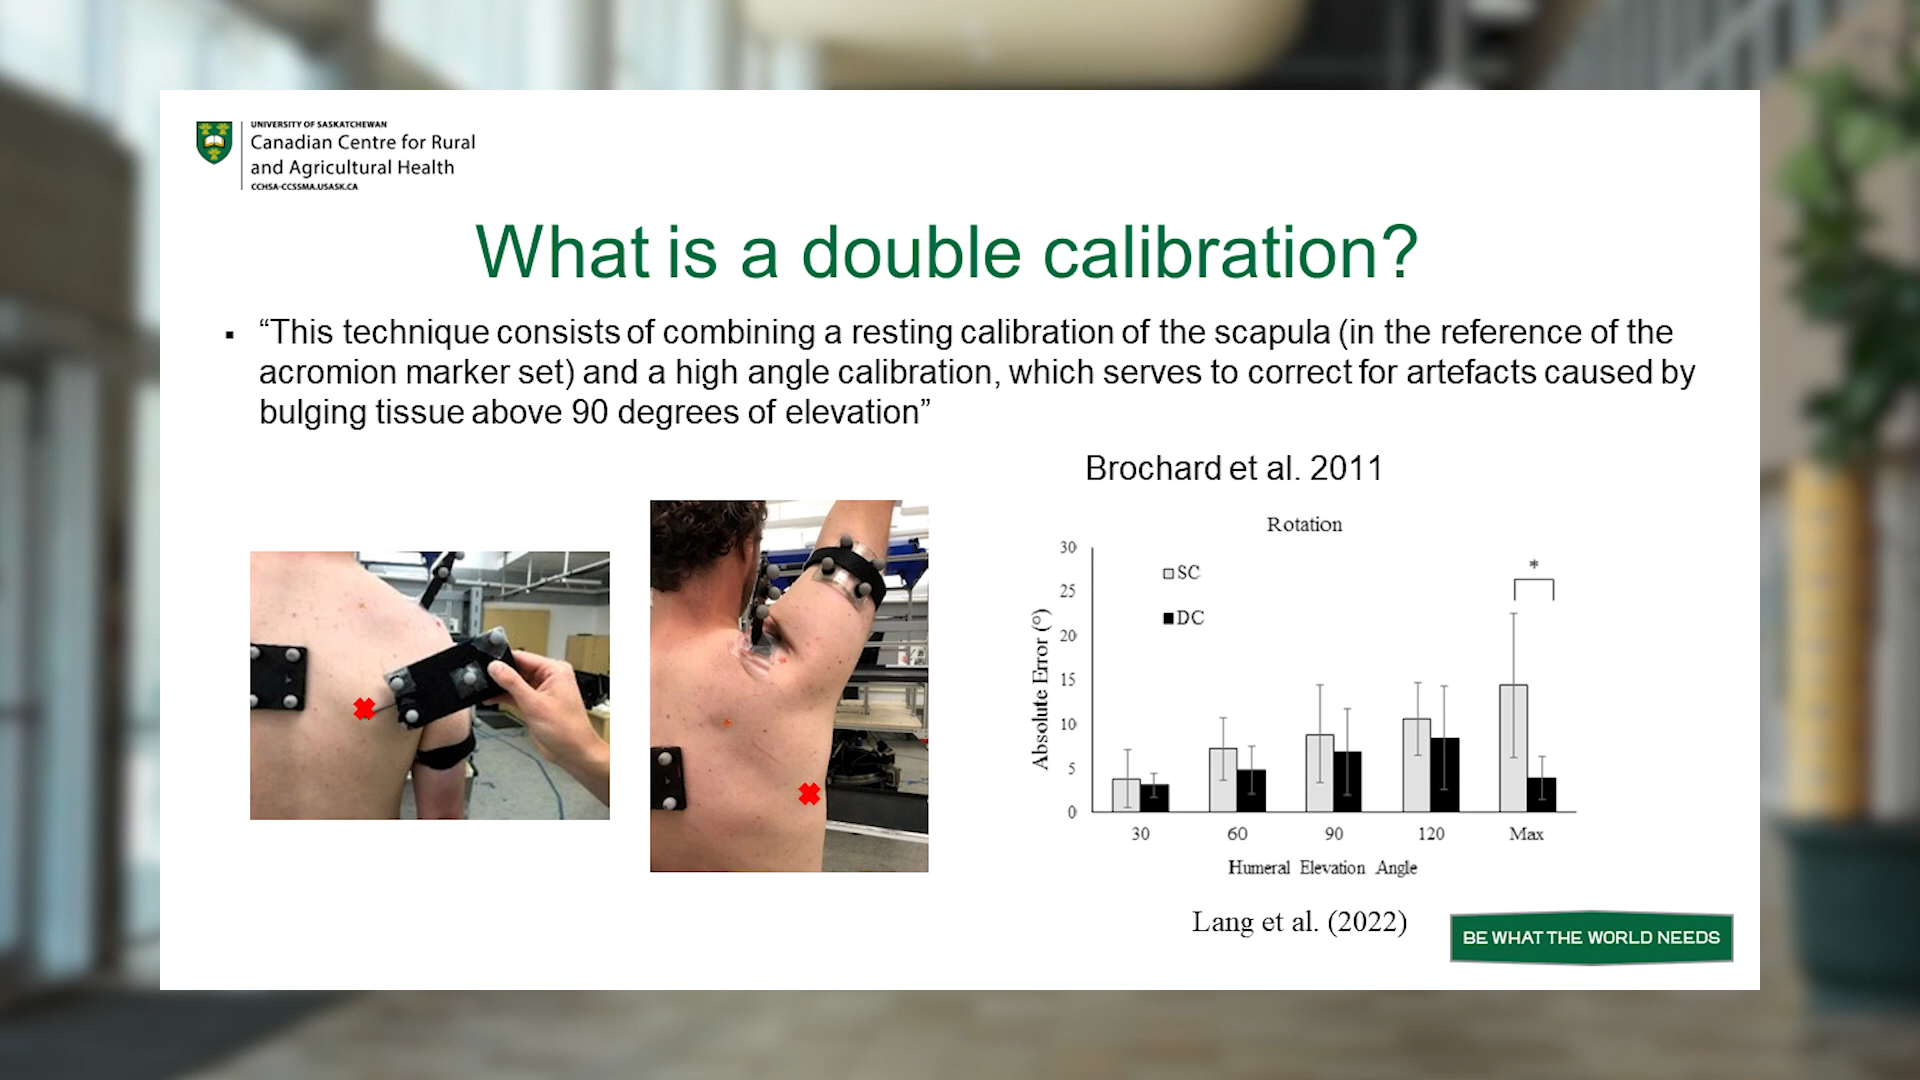 UNIVERSITY OF SASKATCHEWAN
Canadian Centre for Rural
and Agricultural Health
CCHSA-CCSSMA.USASK.CA
What is a double calibration?
▪ “This technique consists of combining a resting calibration of the scapula (in the reference of the
acromion marker set) and a high angle calibration, which serves to correct for artefacts caused by
bulging tissue above 90 degrees of elevation”
Brochard et al. 2011
Rotation
Absolute Error (°)
30
25
20
15
10
5
0
SC
DC
*
30 60 90 120 Max
Humeral Elevation Angle
Lang et al. (2022)
BE WHAT THE WORLD NEEDS